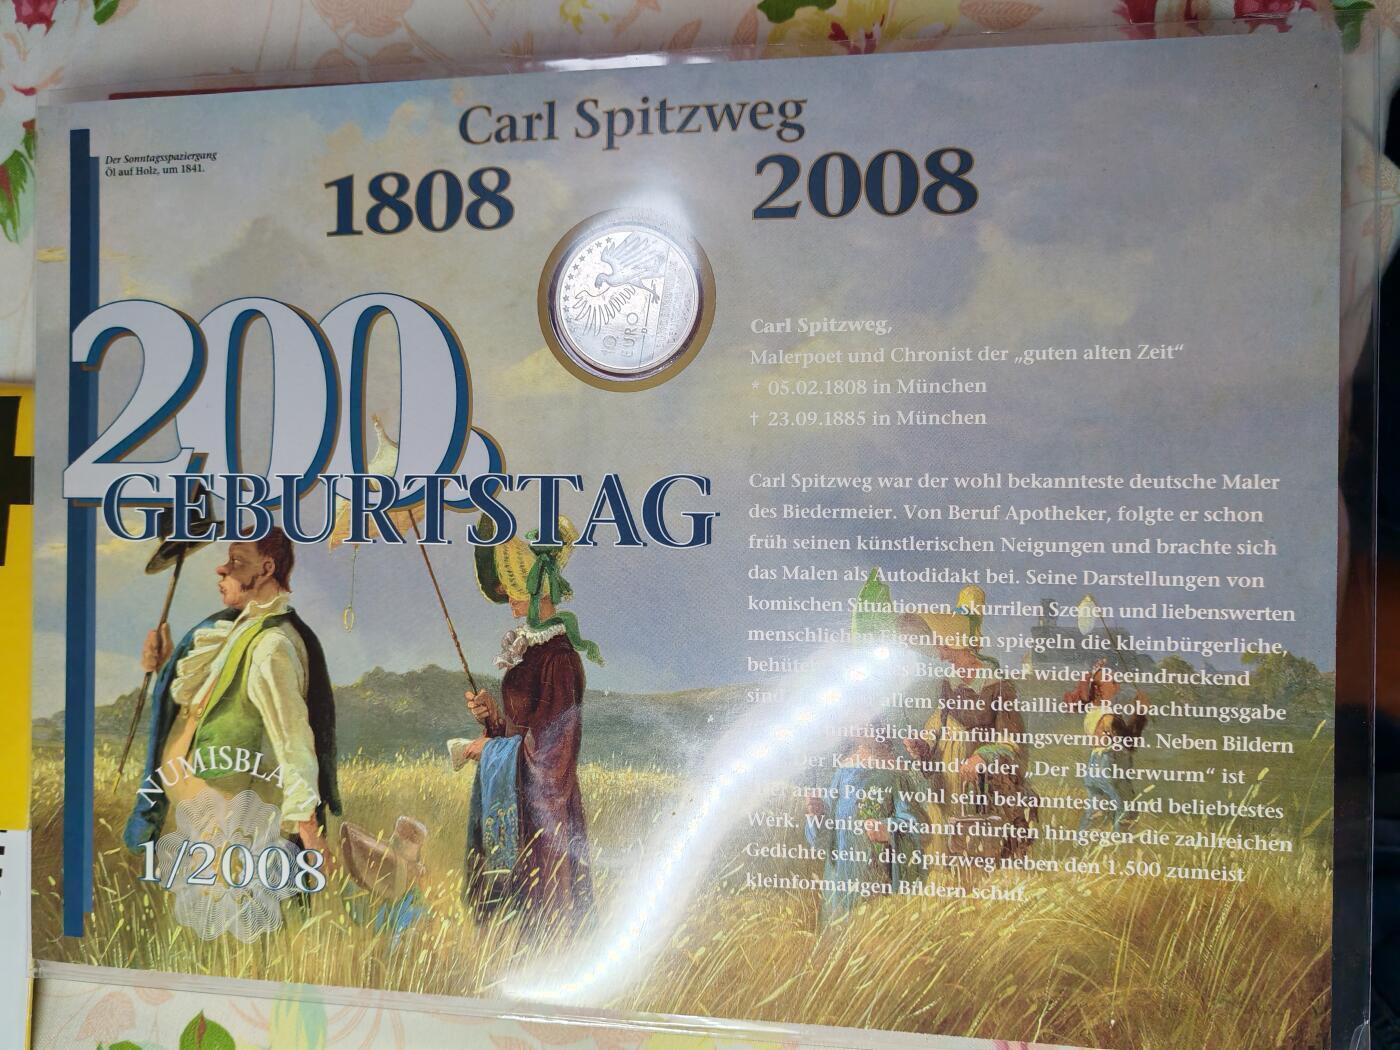 Carl Spitzweg
1808
2008
Der Sonntagsspaziergang
Öl auf Holz, um 1841.
10
EURO
D
200.
GEBURTSTAG
Carl Spitzweg,
Malerpoet und Chronist der „guten alten Zeit“
* 05.02.1808 in München
† 23.09.1885 in München
Carl Spitzweg war der wohl bekannteste deutsche Maler
des Biedermeier. Von Beruf Apotheker, folgte er schon
früh seinen künstlerischen Neigungen und brachte sich
das Malen als Autodidakt bei. Seine Darstellungen von
komischen Situationen, skurrilen Szenen und liebenswerten
menschlichen Eigenheiten spiegeln die kleinbürgerliche,
Biedermeier wider. Beeindruckend
sind allem seine detaillierte Beobachtungsgabe
Einfühlungsvermögen. Neben Bildern
„Der Kaktusfreund“ oder „Der Bücherwurm“ ist
arme Poet“ wohl sein bekanntestes und beliebtestes
Werk. Weniger bekannt dürften hingegen die zahlreichen
Gedichte sein, die Spitzweg neben den 1.500 zumeist
kleinformatigen Bildern schuf.
NUMISBLATT
1/2008